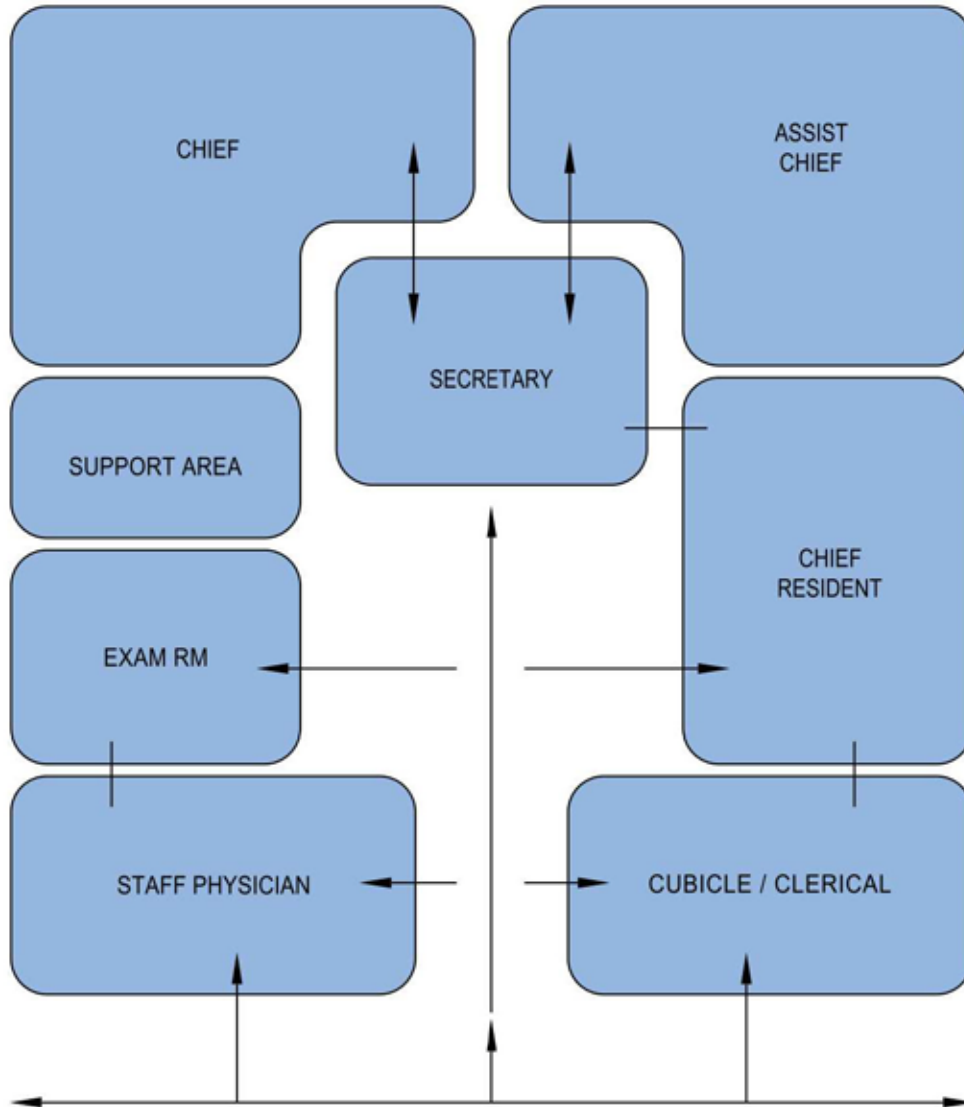 CHIEF
ASSIST
CHIEF
SECRETARY
SUPPORT AREA
CHIEF
RESIDENT
EXAM RM
STAFF PHYSICIAN
CUBICLE / CLERICAL